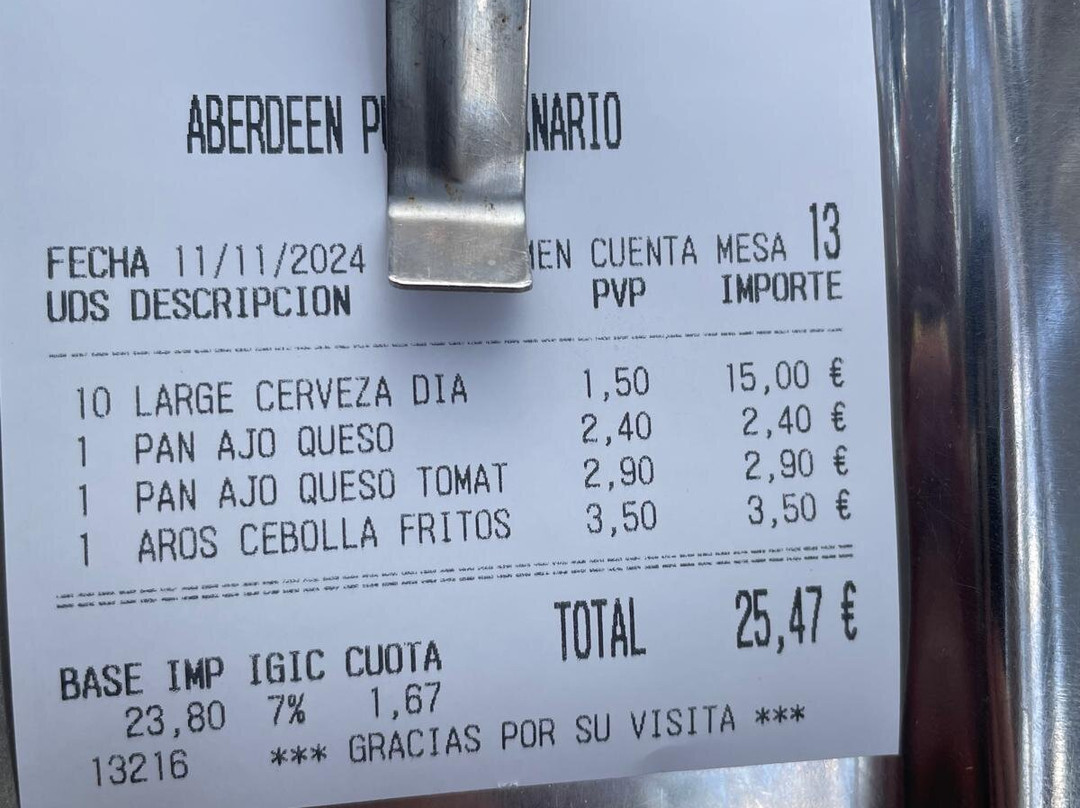 ABERDEEN
FECHA 11/11/2024 CUENTA MESA 13
UDS DESCRIPCION PVP IMPORTE
10 LARGE CERVEZA DIA 1,50 15,00 €
1 PAN AJO QUESO 2,40 2,40 €
1 PAN AJO QUESO TOMAT 2,90 2,90 €
1 AROS CEBOLLA FRITOS 3,50 3,50 €
TOTAL 25,47 €
BASE IMP IGIC CUOTA
23,80 7% 1,67
13216 *** GRACIAS POR SU VISITA ***